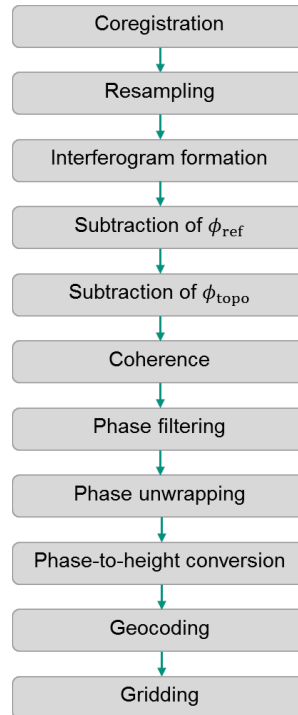 Coregistration
Resampling
Interferogram formation
Subtraction of ϕref
Subtraction of ϕtopo
Coherence
Phase filtering
Phase unwrapping
Phase-to-height conversion
Geocoding
Gridding